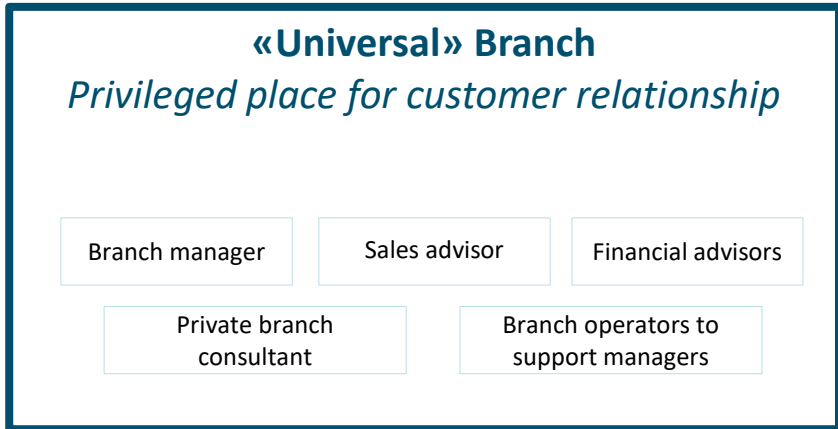 «Universal» Branch
Privileged place for customer relationship
Branch manager
Sales advisor
Financial advisors
Private branch
consultant
Branch operators to
support managers